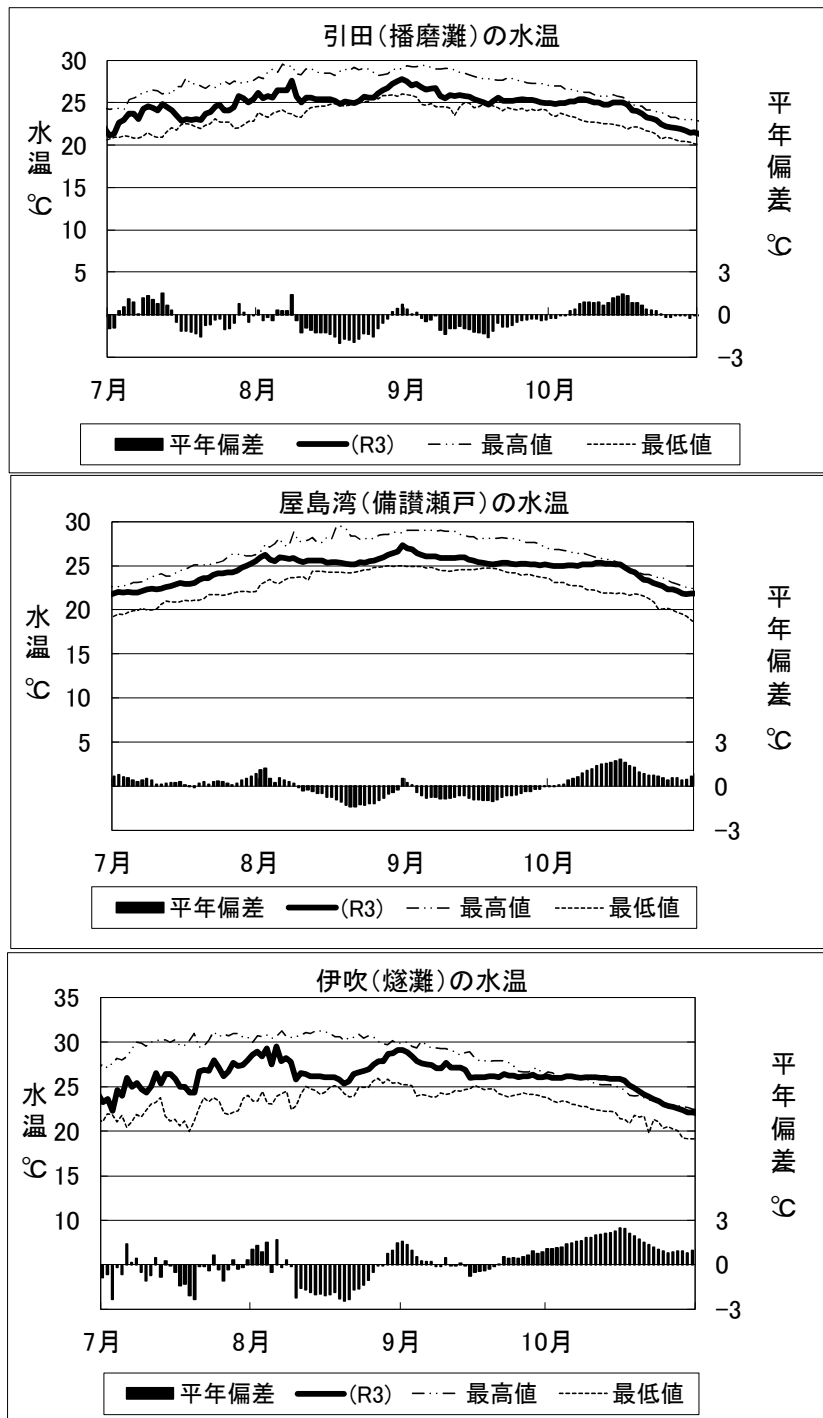 引田(播磨灘)の水温
30
25
20
15
10
5
水温 ℃
平年偏差 ℃
3
0
−3
7月 8月 9月 10月
平年偏差 (R3) 最高値 最低値
屋島湾(備讃瀬戸)の水温
30
25
20
15
10
5
水温 ℃
平年偏差 ℃
3
0
−3
7月 8月 9月 10月
平年偏差 (R3) 最高値 最低値
伊吹(燧灘)の水温
35
30
25
20
15
10
水温 ℃
平年偏差 ℃
3
0
−3
7月 8月 9月 10月
平年偏差 (R3) 最高値 最低値